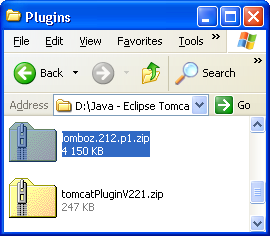 Plugins
File Edit View Favorites Tools »
Back Search
Address D:\Java - Eclipse Tomca Go
lomboz.212.p1.zip
4 150 KB
tomcatPluginV221.zip
247 KB